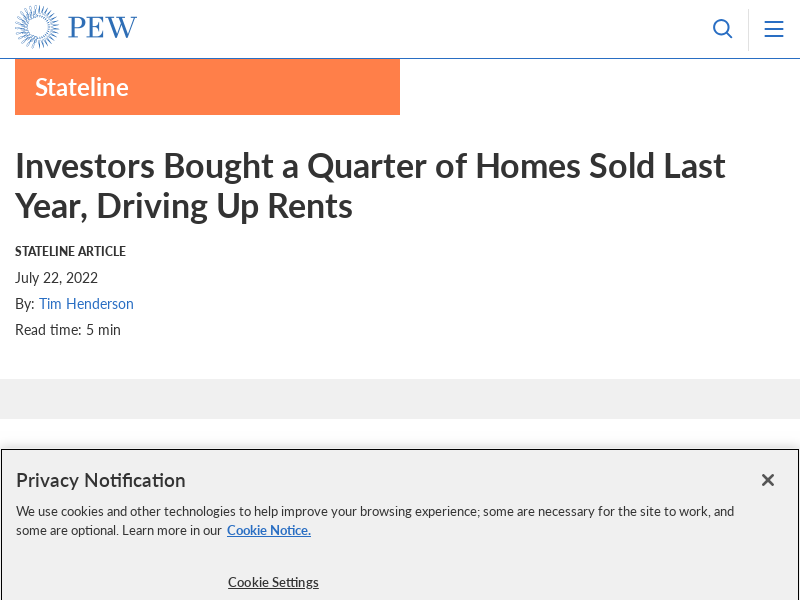 PEW
Stateline
Investors Bought a Quarter of Homes Sold Last
Year, Driving Up Rents
STATELINE ARTICLE
July 22, 2022
By: Tim Henderson
Read time: 5 min
Privacy Notification
We use cookies and other technologies to help improve your browsing experience; some are necessary for the site to work, and
some are optional. Learn more in our Cookie Notice.
Cookie Settings